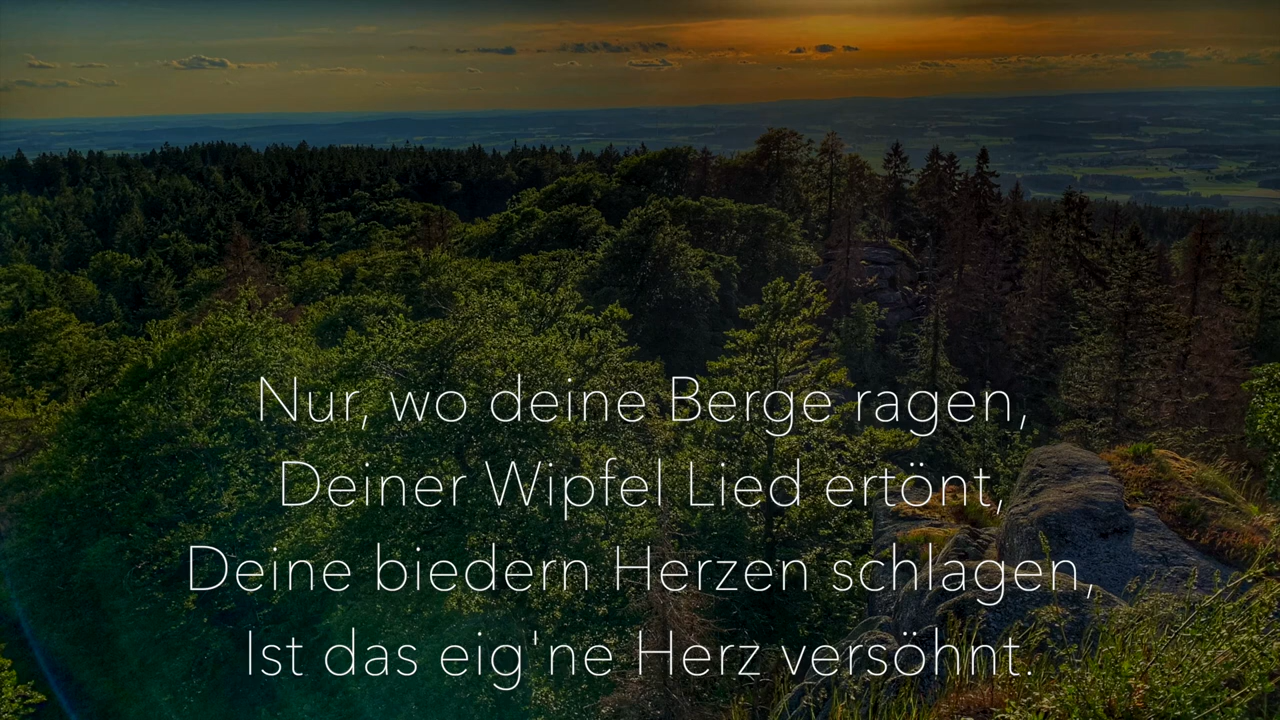 Nur, wo deine Berge ragen,
Deiner Wipfel Lied ertönt,
Deine biedern Herzen schlagen,
Ist das eig'ne Herz versöhnt.